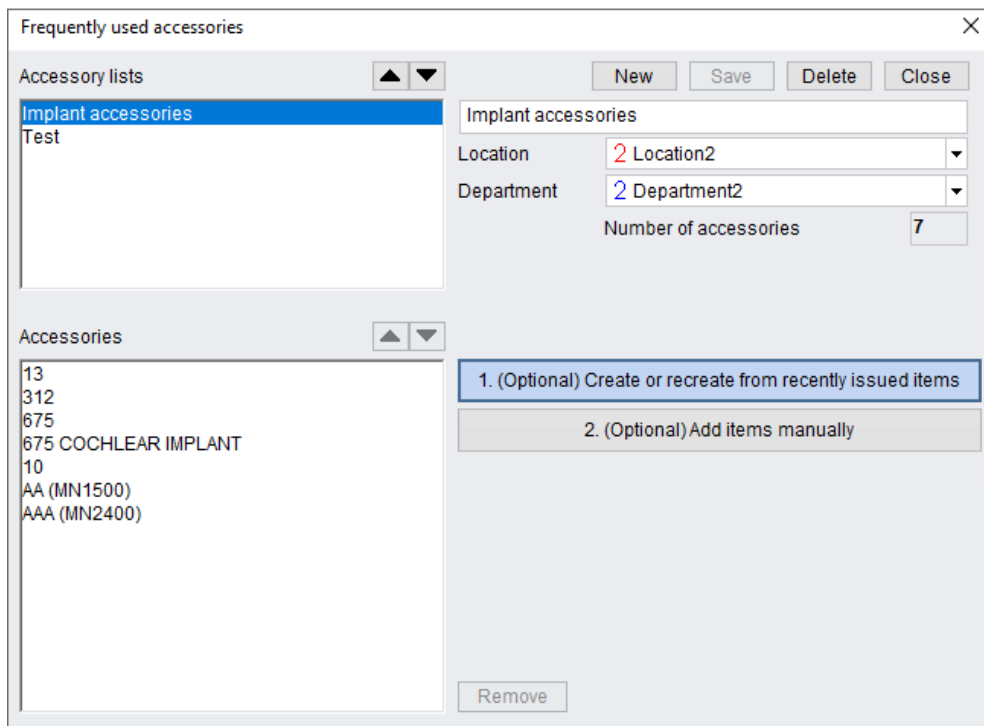 Frequently used accessories
Accessory lists
New Save Delete Close
Implant accessories
Test
Implant accessories
Location 2 Location2
Department 2 Department2
Number of accessories 7
Accessories
13
312
675
675 COCHLEAR IMPLANT
10
AA (MN1500)
AAA (MN2400)
1. (Optional) Create or recreate from recently issued items
2. (Optional) Add items manually
Remove